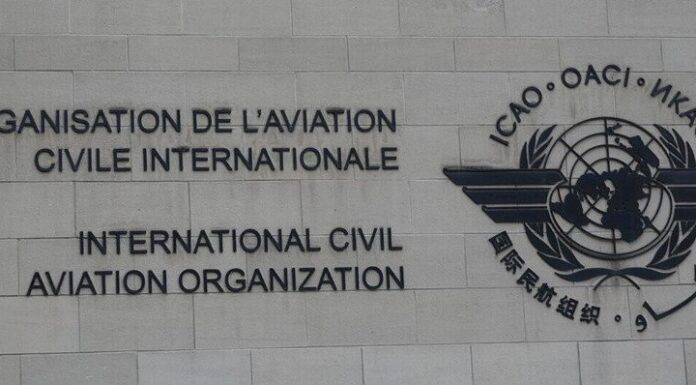 GANISATION DE L'AVIATION
CIVILE INTERNATIONALE
INTERNATIONAL CIVIL
AVIATION ORGANIZATION
ICAO • OACI • ИКА
国际民航组织